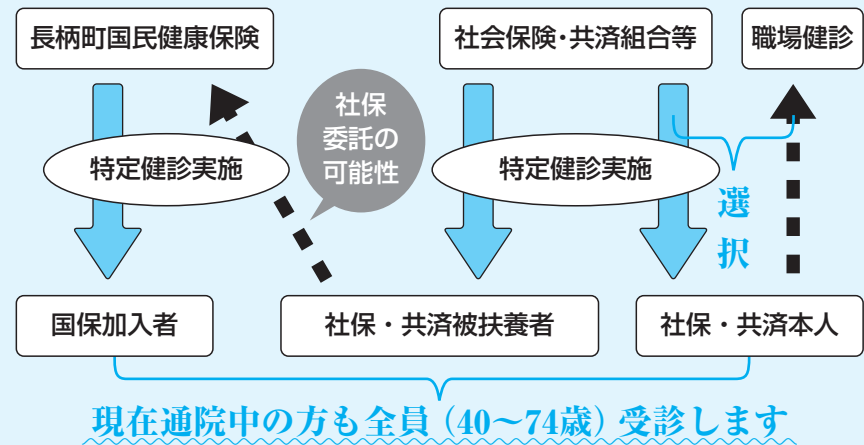 長柄町国民健康保険
社会保険・共済組合等
職場健診
社保
委託の
可能性
特定健診実施
特定健診実施
選
択
国保加入者
社保・共済被扶養者
社保・共済本人
現在通院中の方も全員（40〜74歳）受診します